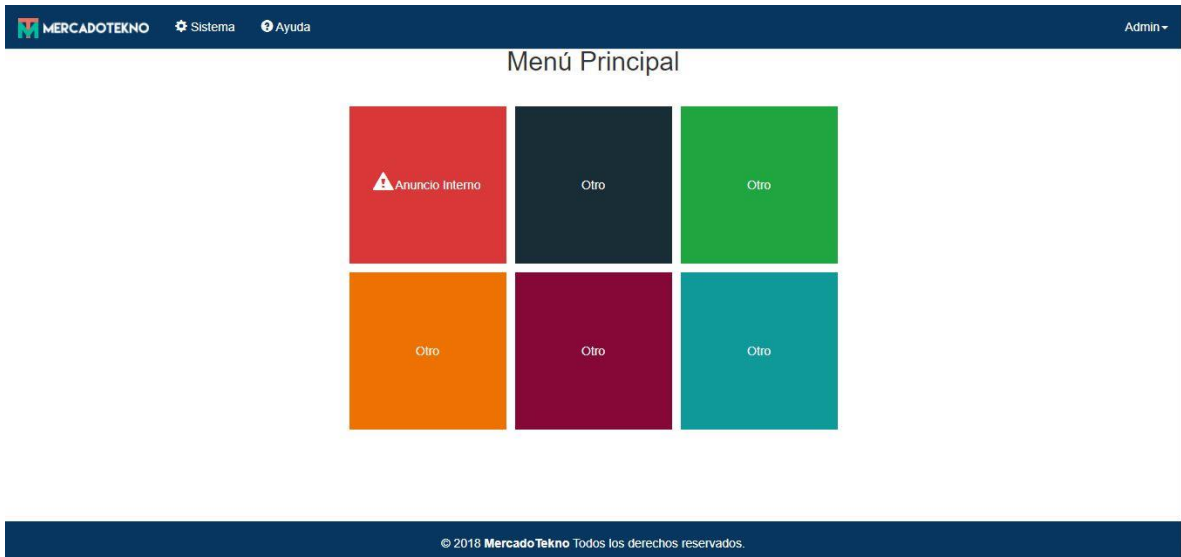 MERCADOTEKNO Sistema Ayuda Admin
Menú Principal
Anuncio Interno Otro Otro
Otro Otro Otro
© 2018 MercadoTekno Todos los derechos reservados.